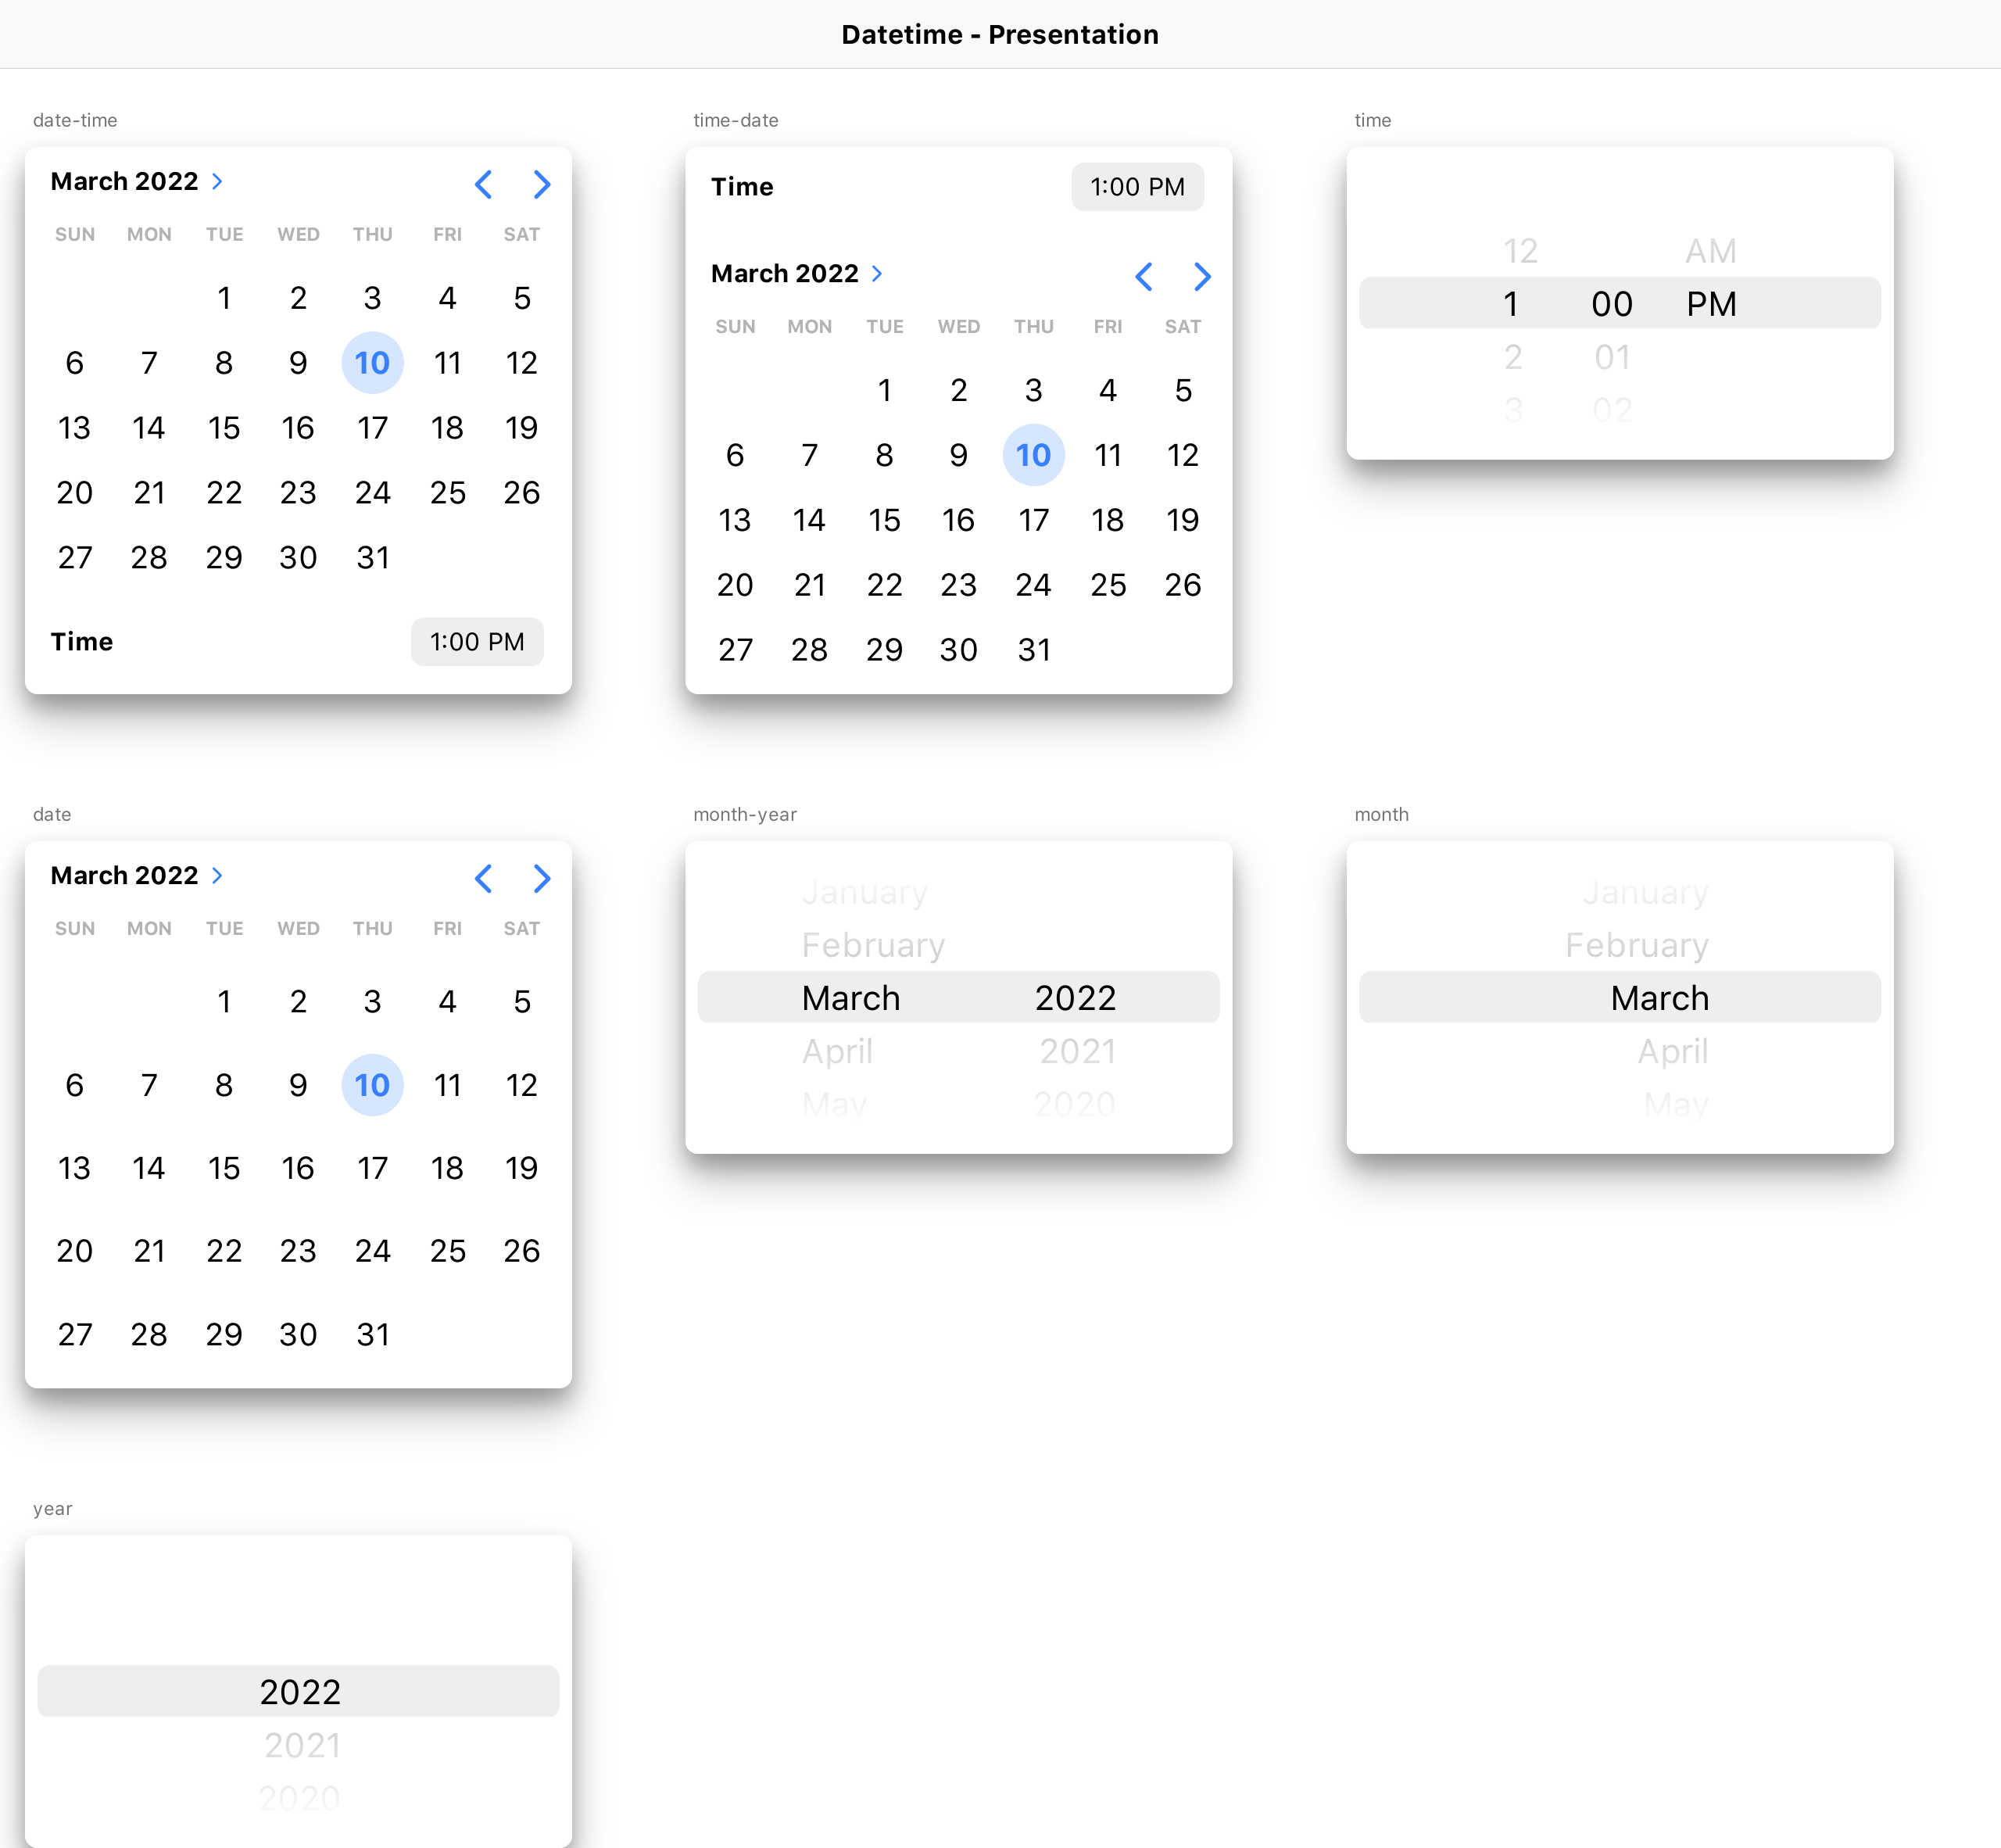 Datetime - Presentation
date-time
March 2022
SUN MON TUE WED THU FRI SAT
1 2 3 4 5
6 7 8 9 10 11 12
13 14 15 16 17 18 19
20 21 22 23 24 25 26
27 28 29 30 31
Time 1:00 PM
time-date
Time 1:00 PM
March 2022
SUN MON TUE WED THU FRI SAT
1 2 3 4 5
6 7 8 9 10 11 12
13 14 15 16 17 18 19
20 21 22 23 24 25 26
27 28 29 30 31
time
12 AM
1 00 PM
2 01
3 02
date
March 2022
SUN MON TUE WED THU FRI SAT
1 2 3 4 5
6 7 8 9 10 11 12
13 14 15 16 17 18 19
20 21 22 23 24 25 26
27 28 29 30 31
month-year
January
February
March 2022
April 2021
May 2020
month
January
February
March
April
May
year
2022
2021
2020